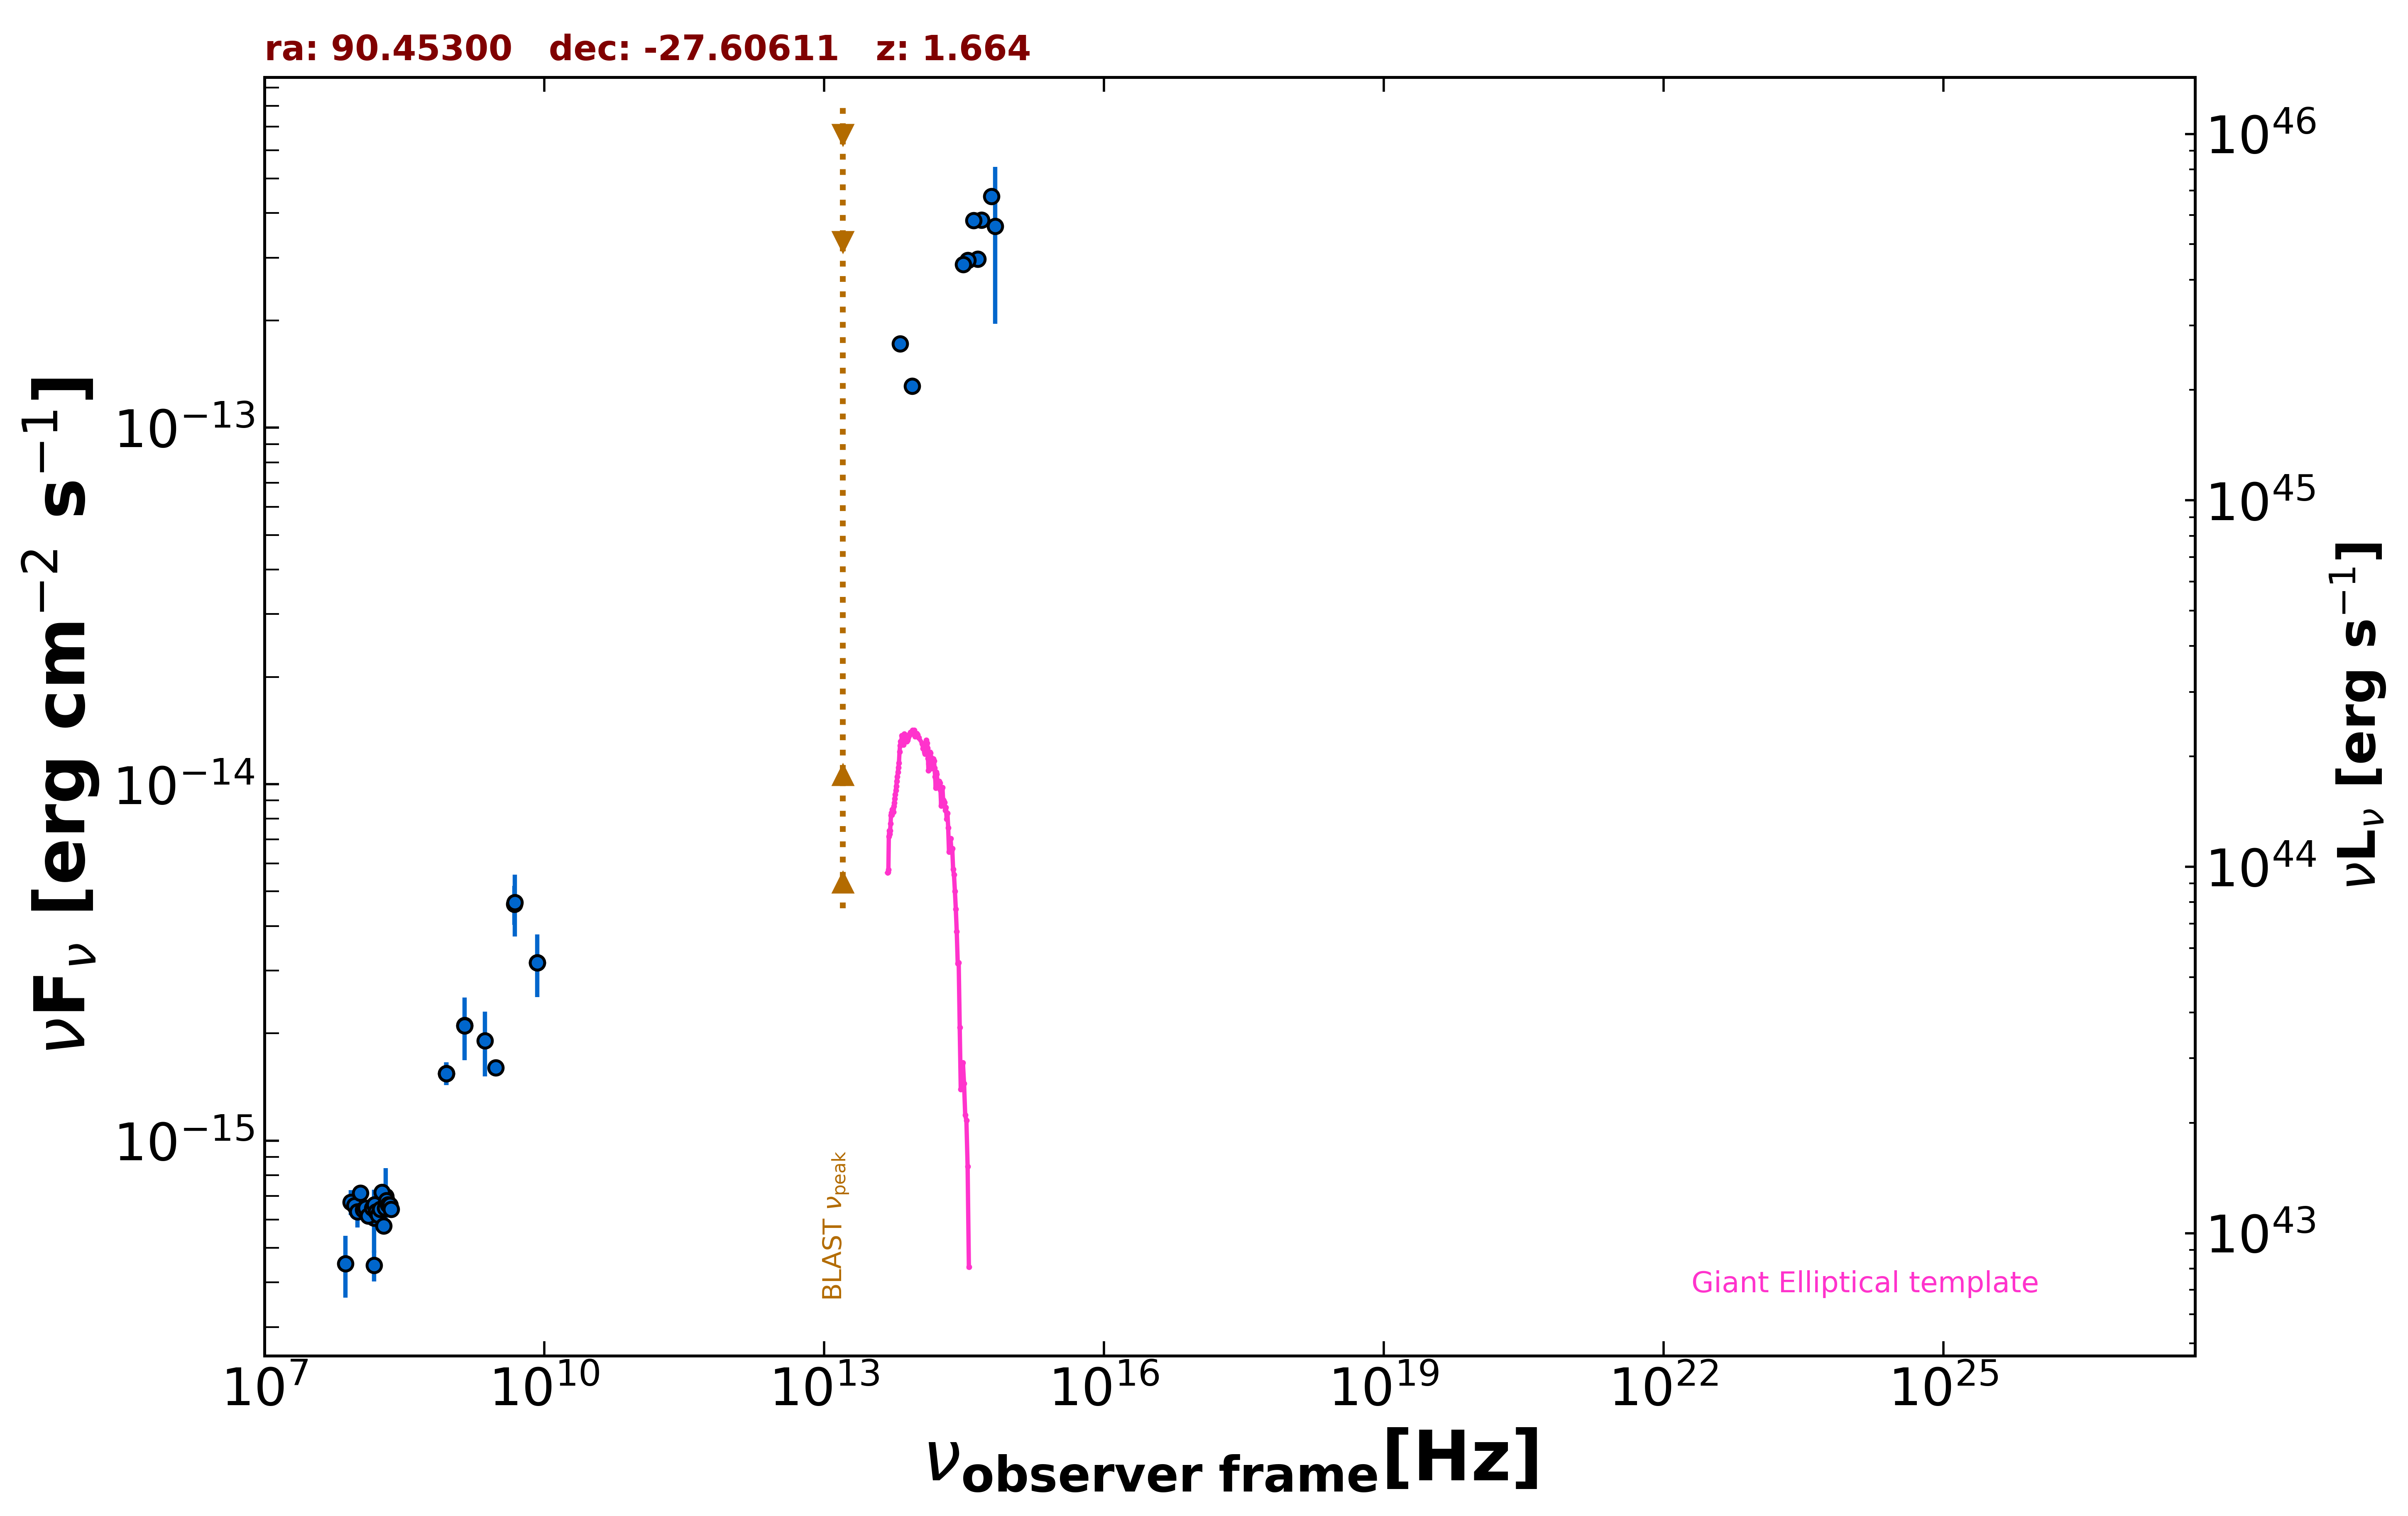 ra: 90.45300 dec: -27.60611 z: 1.664
νF_ν [erg cm^−2 s^−1]
10^−13
10^−14
10^−15
10^46
10^45
10^44
10^43
νL_ν [erg s^−1]
BLAST ν_peak
Giant Elliptical template
10^7 10^10 10^13 10^16 10^19 10^22 10^25
ν_observer frame [Hz]